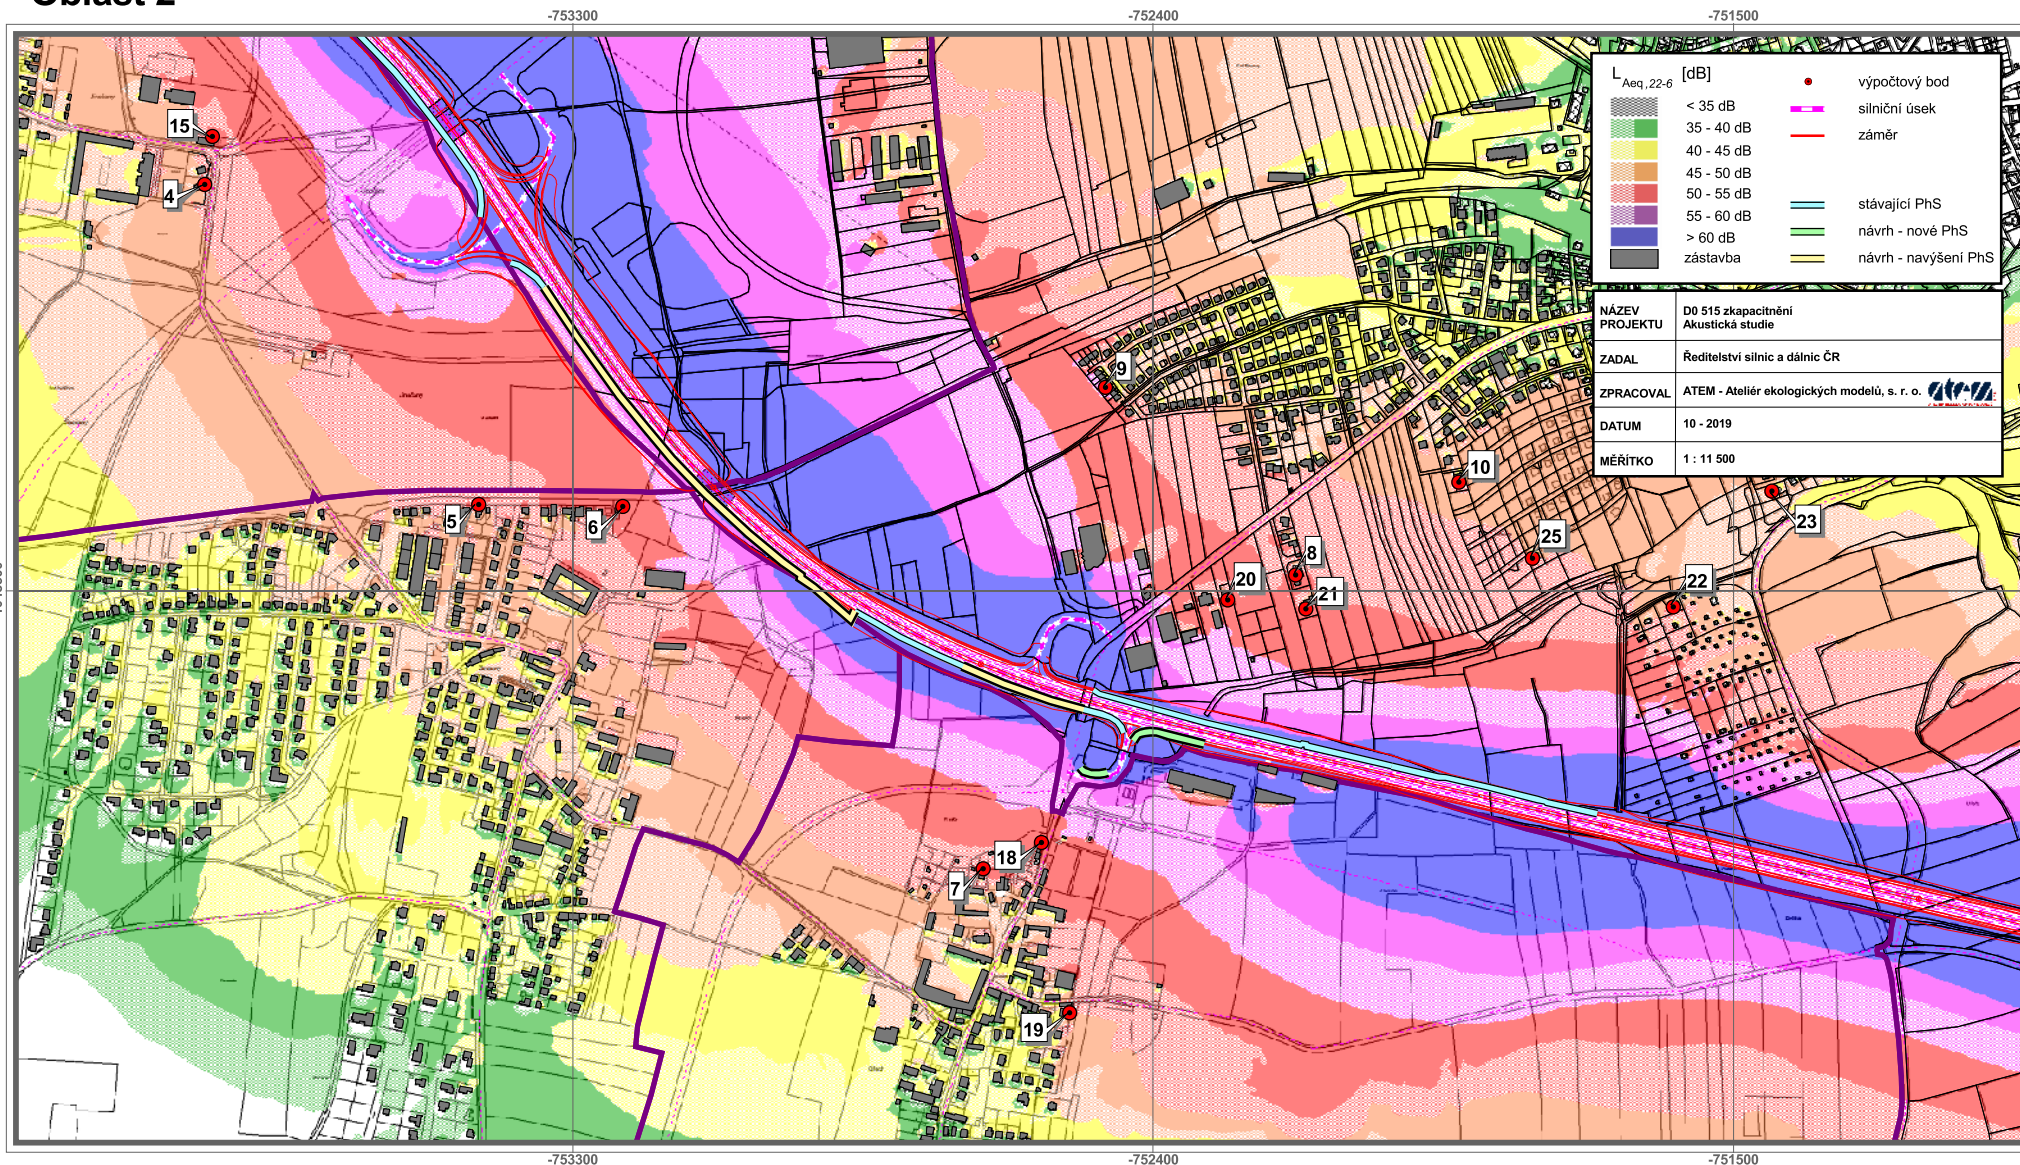 Oblast 2
-753300
-752400
-751500
L Aeq,22-6 [dB]
< 35 dB
35 - 40 dB
40 - 45 dB
45 - 50 dB
50 - 55 dB
55 - 60 dB
> 60 dB
zástavba
výpočtový bod
silniční úsek
záměr
stávající PhS
návrh - nové PhS
návrh - navýšení PhS
NÁZEV PROJEKTU
D0 515 zkapacitnění
Akustická studie
ZADAL
Ředitelství silnic a dálnic ČR
ZPRACOVAL
ATEM - Ateliér ekologických modelů, s. r. o.
atem
DATUM
10 - 2019
MĚŘÍTKO
1 : 11 500
15
4
9
10
5
6
8
25
23
20
21
22
18
7
19
-753300
-752400
-751500